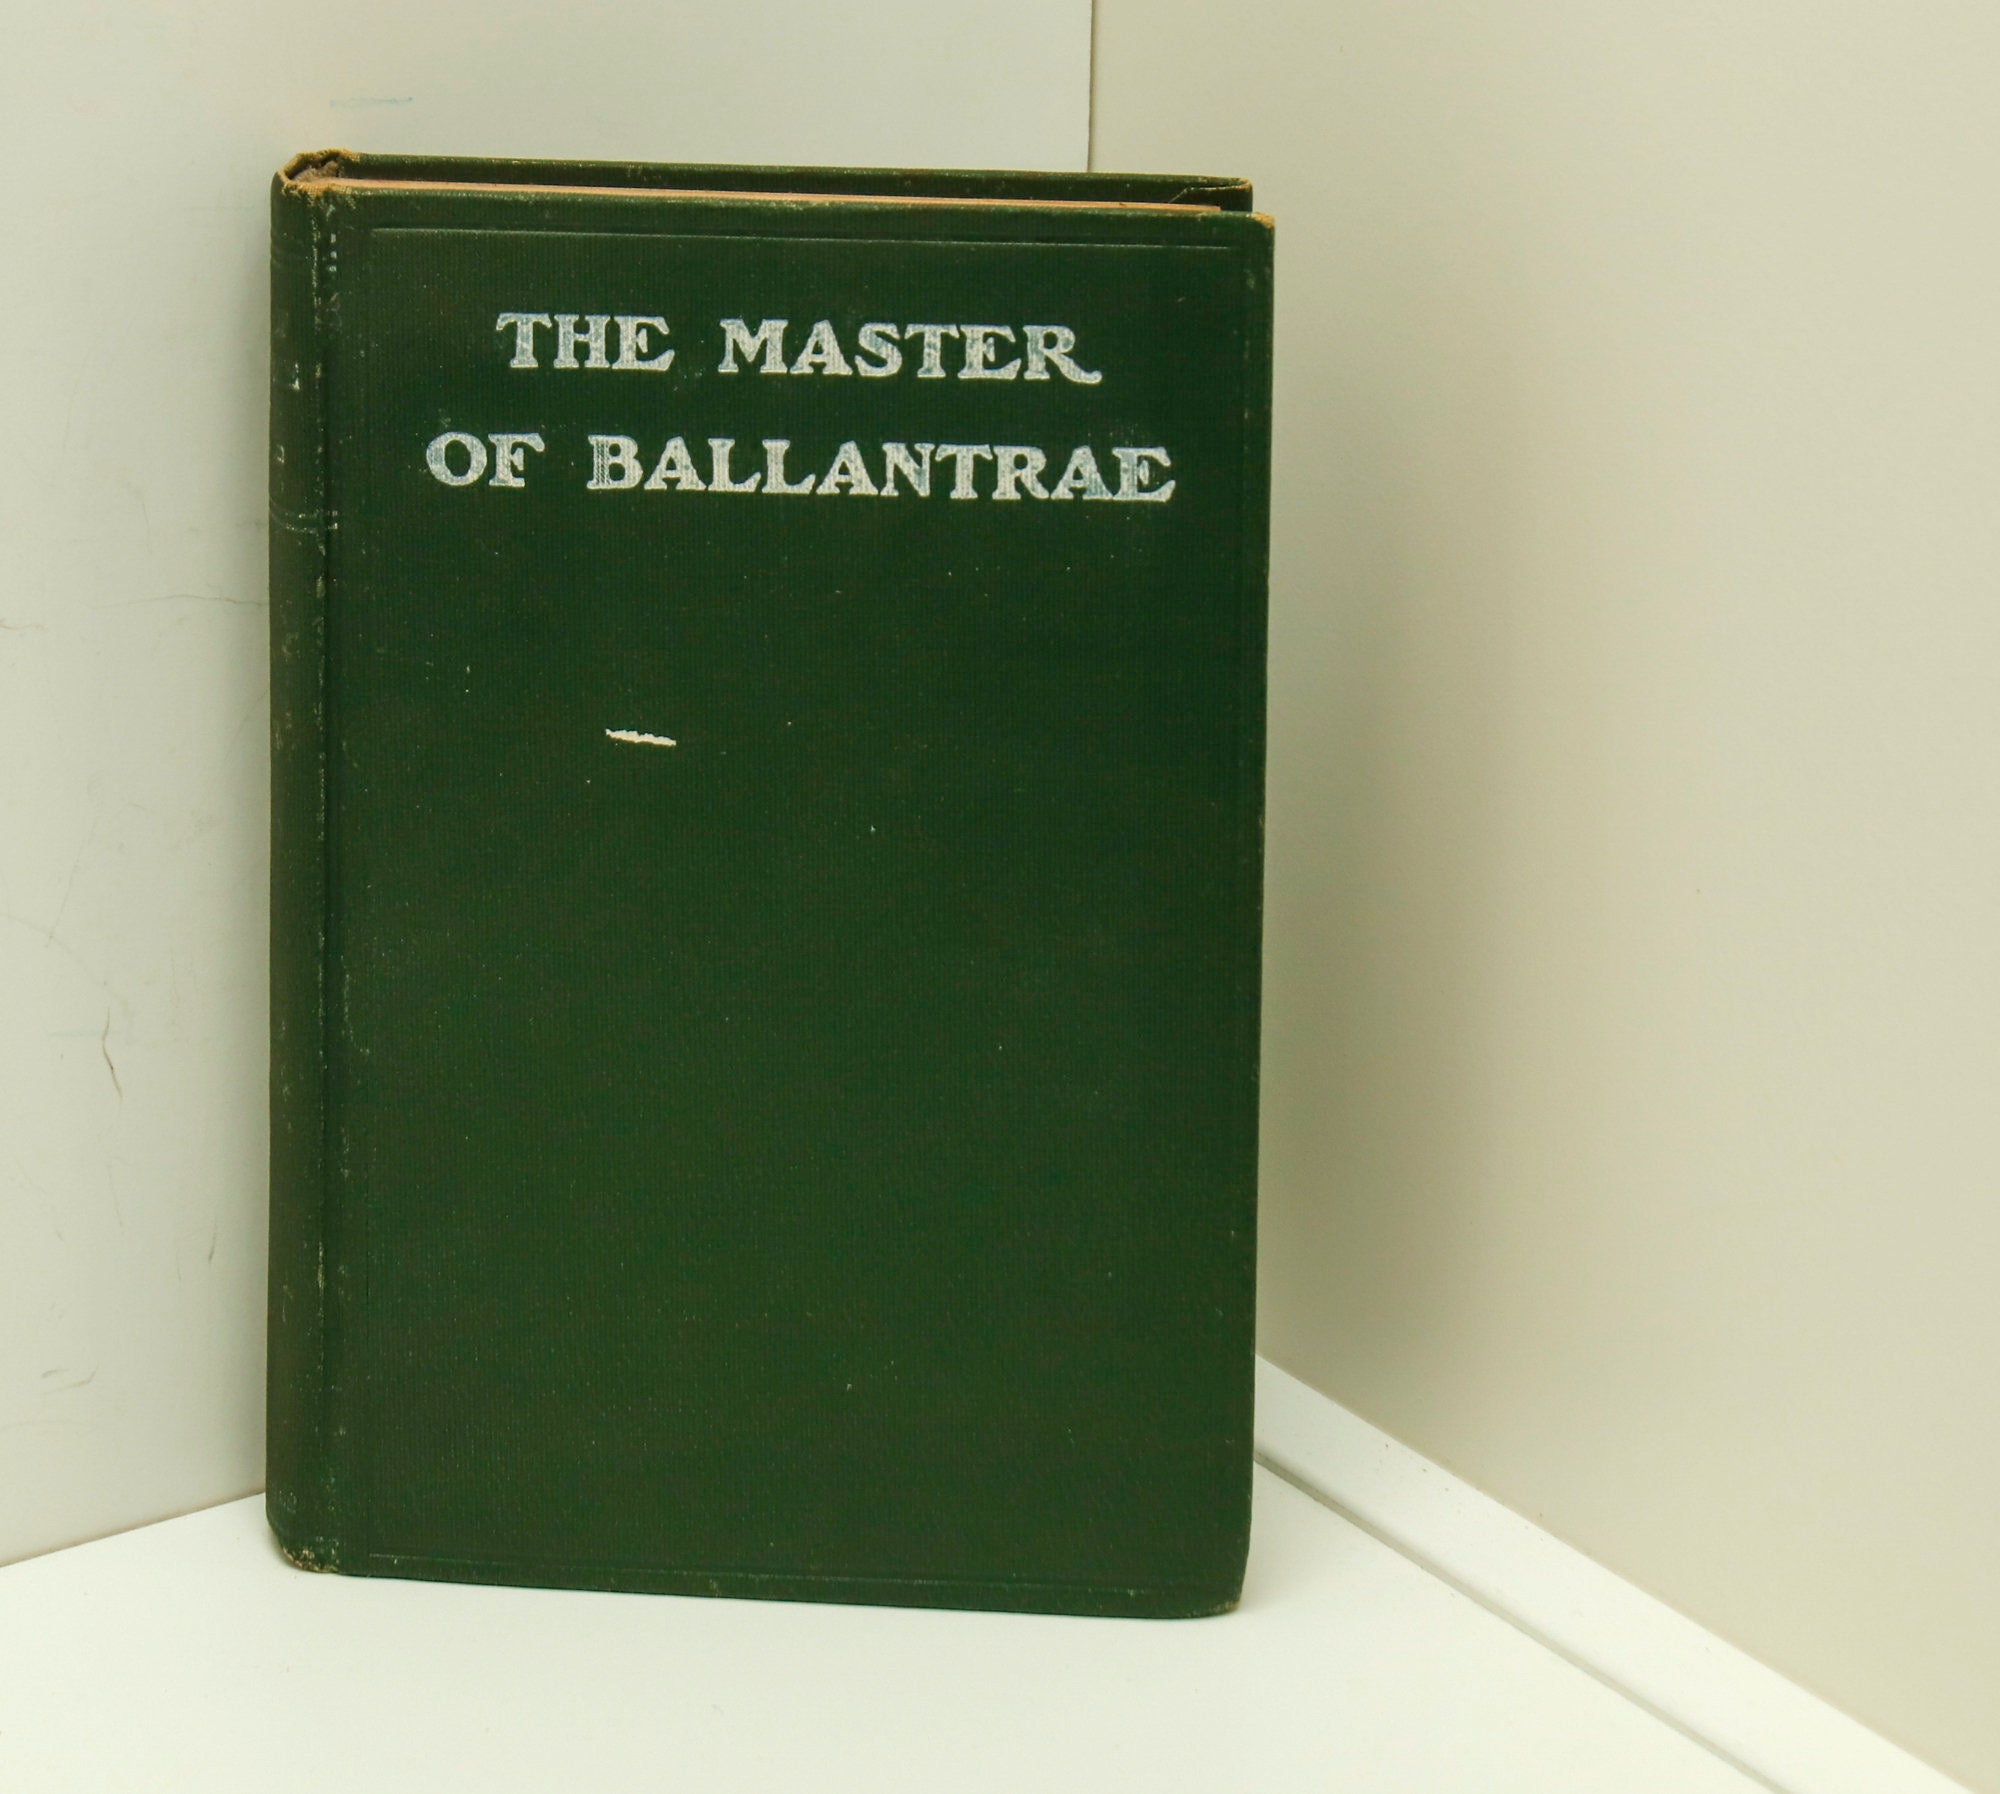 THE MASTER
OF BALLANTRAE